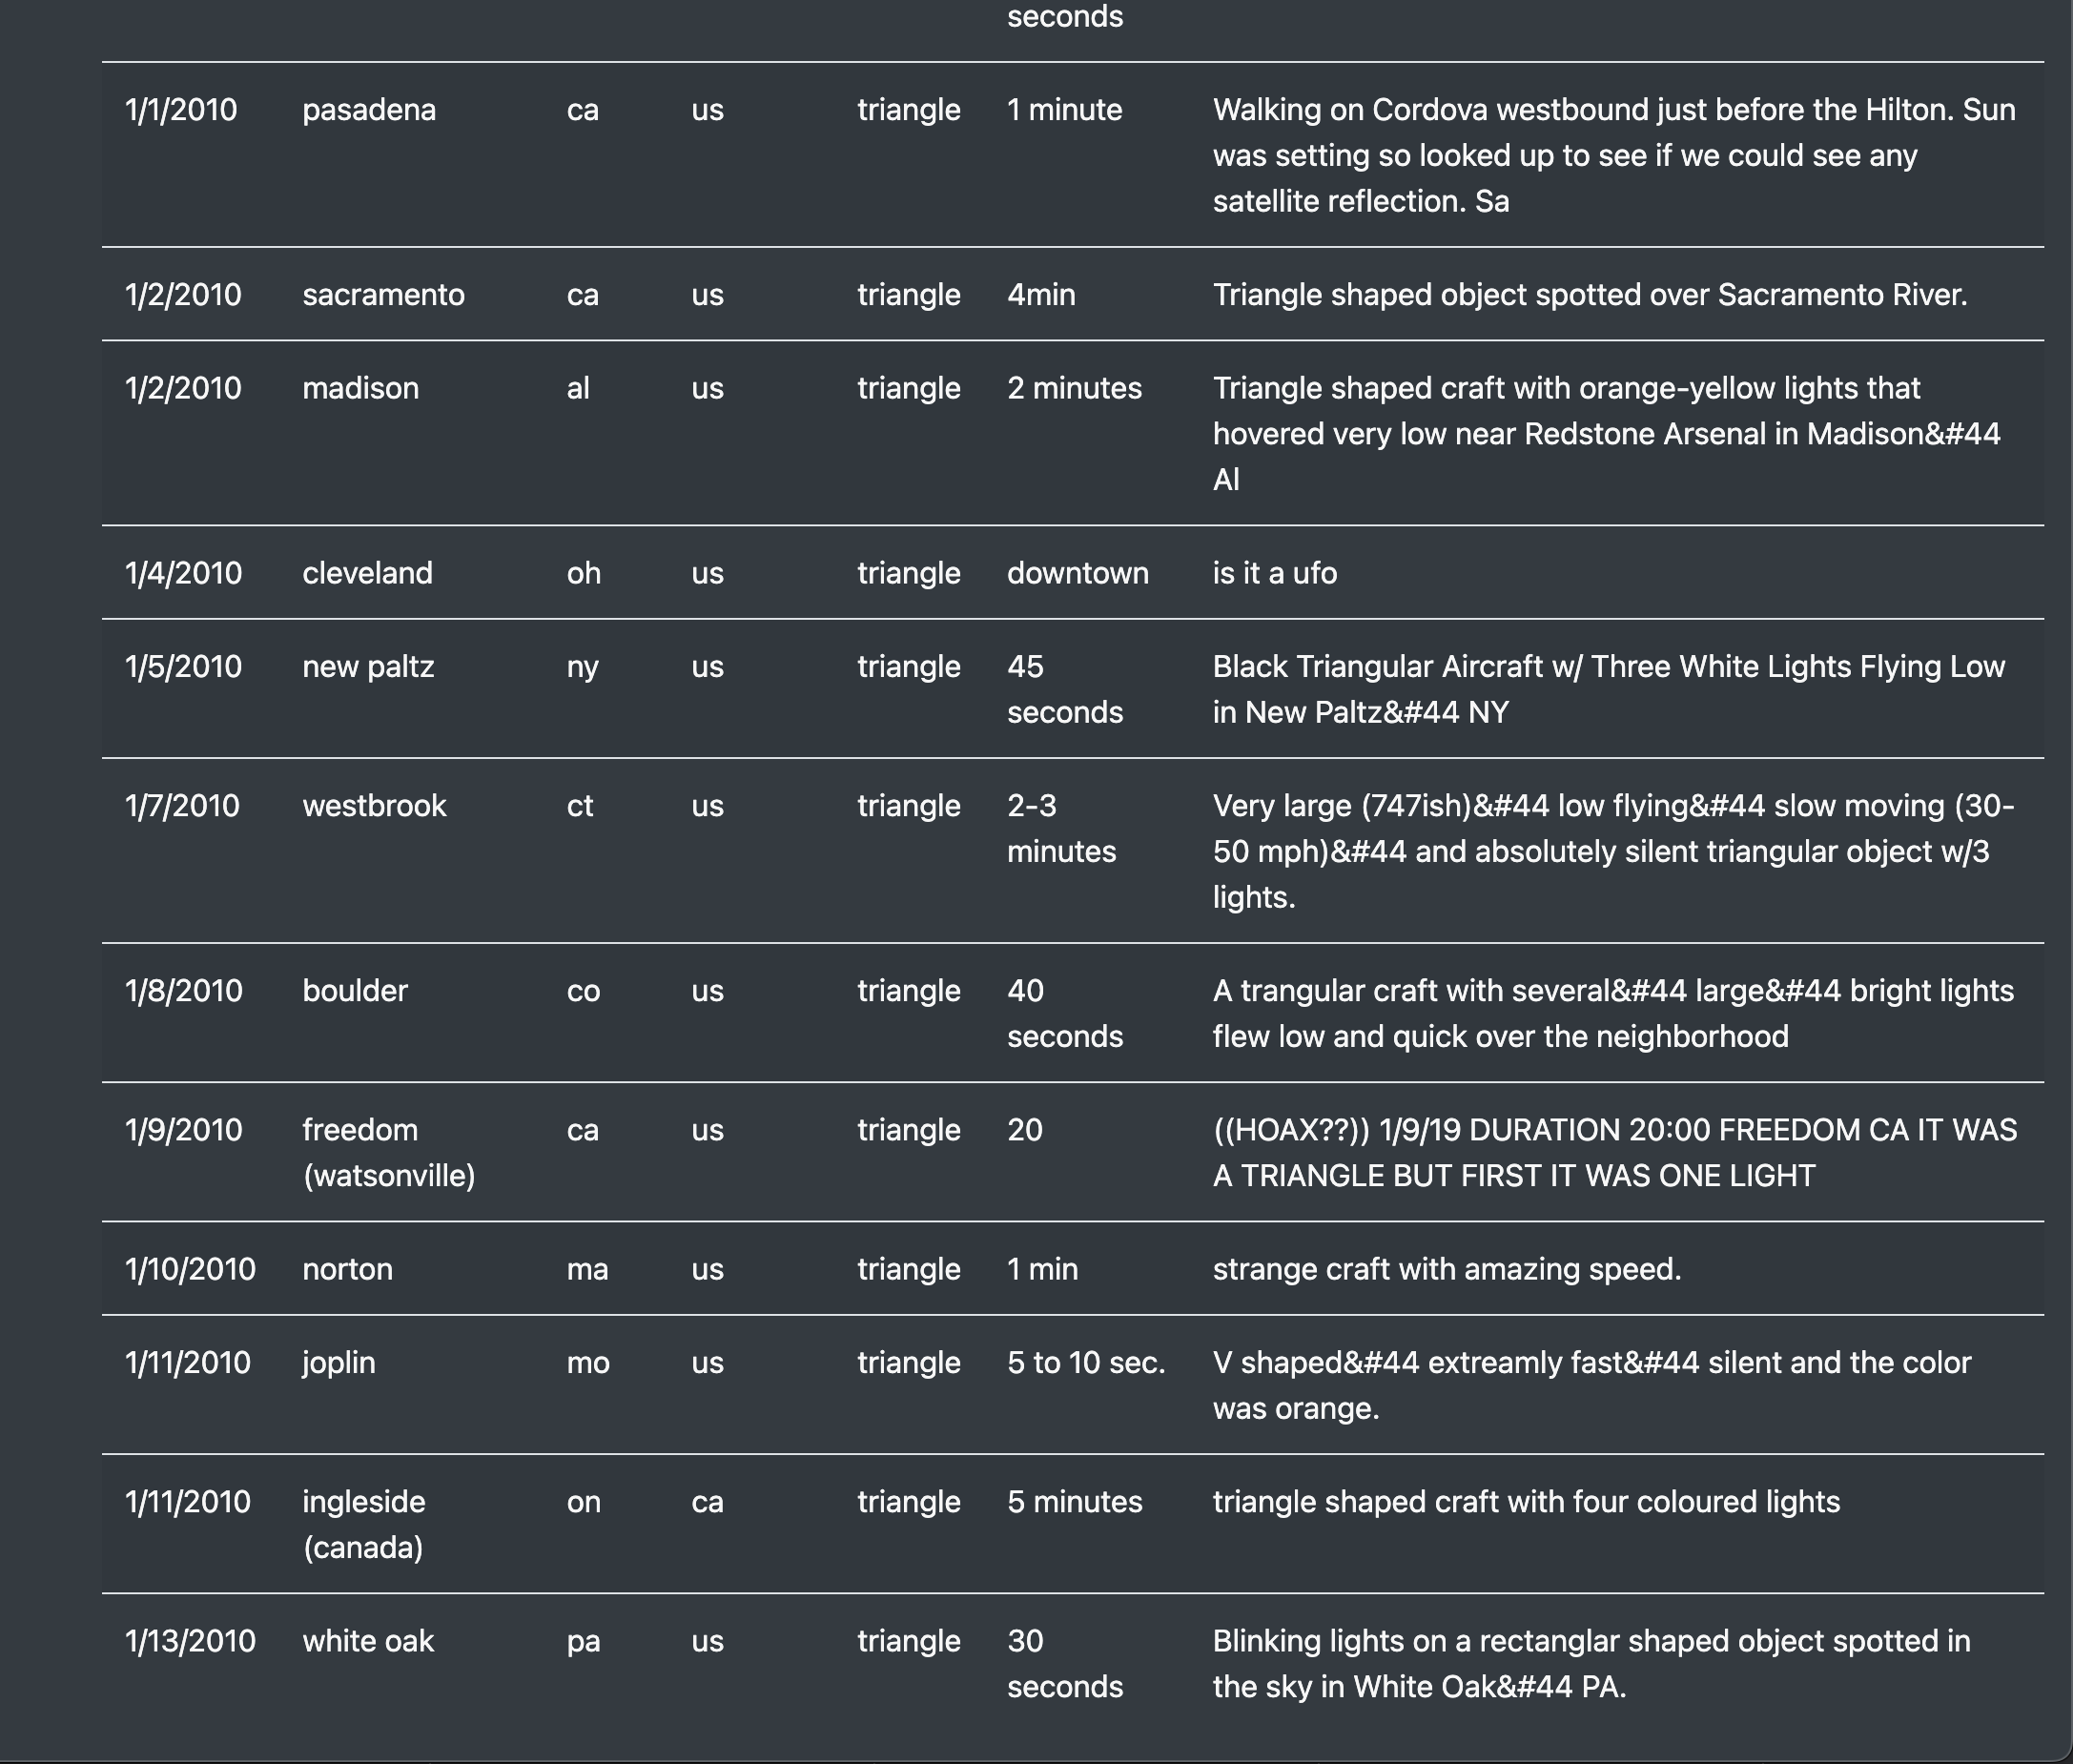 seconds
1/1/2010 pasadena ca us triangle 1 minute Walking on Cordova westbound just before the Hilton. Sun
was setting so looked up to see if we could see any
satellite reflection. Sa
1/2/2010 sacramento ca us triangle 4min Triangle shaped object spotted over Sacramento River.
1/2/2010 madison al us triangle 2 minutes Triangle shaped craft with orange-yellow lights that
hovered very low near Redstone Arsenal in Madison&#44
Al
1/4/2010 cleveland oh us triangle downtown is it a ufo
1/5/2010 new paltz ny us triangle 45 Black Triangular Aircraft w/ Three White Lights Flying Low
seconds in New Paltz&#44 NY
1/7/2010 westbrook ct us triangle 2-3 Very large (747ish)&#44 low flying&#44 slow moving (30-
minutes 50 mph)&#44 and absolutely silent triangular object w/3
lights.
1/8/2010 boulder co us triangle 40 A trangular craft with several&#44 large&#44 bright lights
seconds flew low and quick over the neighborhood
1/9/2010 freedom ca us triangle 20 ((HOAX??)) 1/9/19 DURATION 20:00 FREEDOM CA IT WAS
(watsonville) A TRIANGLE BUT FIRST IT WAS ONE LIGHT
1/10/2010 norton ma us triangle 1 min strange craft with amazing speed.
1/11/2010 joplin mo us triangle 5 to 10 sec. V shaped&#44 extreamly fast&#44 silent and the color
was orange.
1/11/2010 ingleside on ca triangle 5 minutes triangle shaped craft with four coloured lights
(canada)
1/13/2010 white oak pa us triangle 30 Blinking lights on a rectanglar shaped object spotted in
seconds the sky in White Oak&#44 PA.